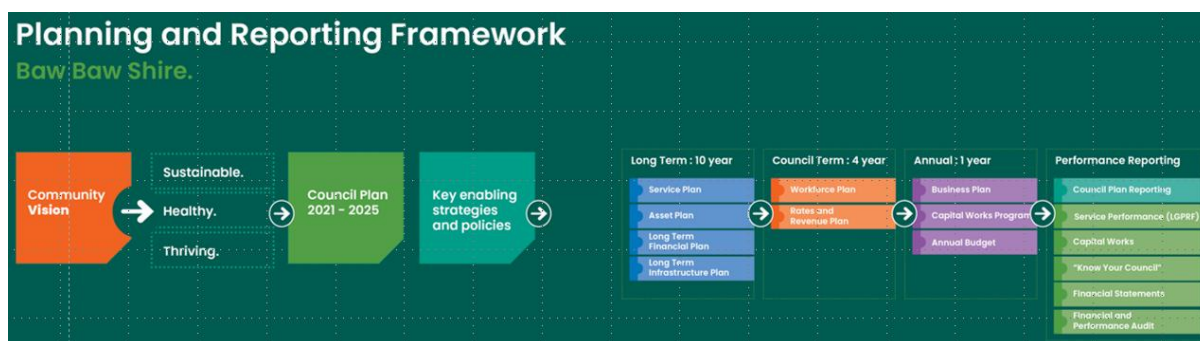 Planning and Reporting Framework
Baw Baw Shire.
Community
Vision
Sustainable.
Healthy.
Thriving.
Council Plan
2021 - 2025
Key enabling
strategies
and policies
Long Term : 10 year
Service Plan
Asset Plan
Long Term
Financial Plan
Long Term
Infrastructure Plan
Council Term : 4 year
Workforce Plan
Rates and
Revenue Plan
Annual : 1 year
Business Plan
Capital Works Program
Annual Budget
Performance Reporting
Council Plan Reporting
Service Performance (LGPRF)
Capital Works
"Know Your Council"
Financial Statements
Financial and
Performance Audit